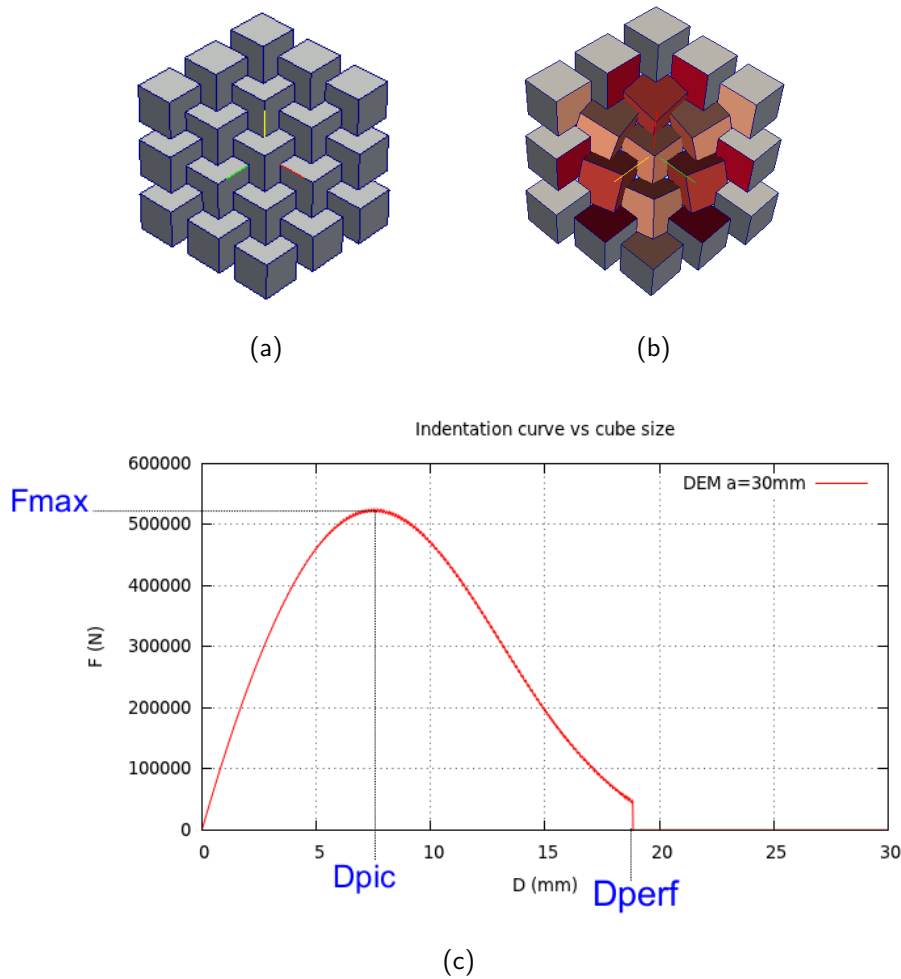 (a)
(b)
Indentation curve vs cube size
600000
DEM a=30mm
Fmax
500000
400000
F (N)
300000
200000
100000
0
0 5 10 15 20 25 30
Dpic
D (mm)
Dperf
(c)